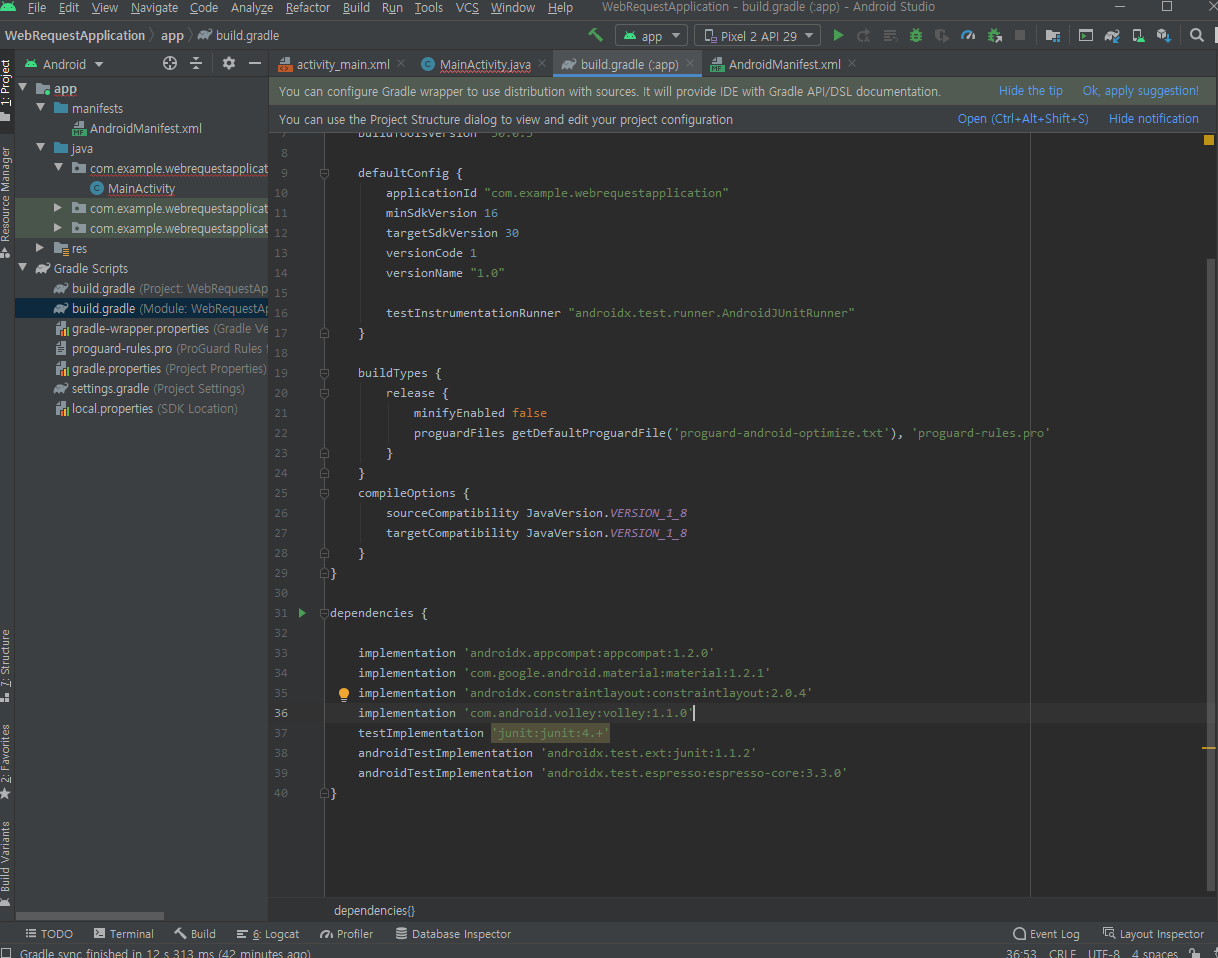 File Edit View Navigate Code Analyze Refactor Build Run Tools VCS Window Help WebRequestApplication - build.gradle (:app) - Android Studio
WebRequestApplication app build.gradle app Pixel 2 API 29
Android activity_main.xml MainActivity.java build.gradle (:app) AndroidManifest.xml
1: Project
Resource Manager
7: Structure
2: Favorites
Build Variants
app
manifests
AndroidManifest.xml
java
com.example.webrequestapplicat
MainActivity
com.example.webrequestapplicat
com.example.webrequestapplicat
res
Gradle Scripts
build.gradle (Project: WebRequestAp
build.gradle (Module: WebRequestAp
gradle-wrapper.properties (Gradle Ve
proguard-rules.pro (ProGuard Rules
gradle.properties (Project Properties)
settings.gradle (Project Settings)
local.properties (SDK Location)
You can configure Gradle wrapper to use distribution with sources. It will provide IDE with Gradle API/DSL documentation. Hide the tip Ok, apply suggestion!
You can use the Project Structure dialog to view and edit your project configuration Open (Ctrl+Alt+Shift+S) Hide notification
7 buildToolsVersion "30.0.3"
8
9 defaultConfig {
10 applicationId "com.example.webrequestapplication"
11 minSdkVersion 16
12 targetSdkVersion 30
13 versionCode 1
14 versionName "1.0"
15
16 testInstrumentationRunner "androidx.test.runner.AndroidJUnitRunner"
17 }
18
19 buildTypes {
20 release {
21 minifyEnabled false
22 proguardFiles getDefaultProguardFile('proguard-android-optimize.txt'), 'proguard-rules.pro'
23 }
24 }
25 compileOptions {
26 sourceCompatibility JavaVersion.VERSION_1_8
27 targetCompatibility JavaVersion.VERSION_1_8
28 }
29 }
30
31 dependencies {
32
33 implementation 'androidx.appcompat:appcompat:1.2.0'
34 implementation 'com.google.android.material:material:1.2.1'
35 implementation 'androidx.constraintlayout:constraintlayout:2.0.4'
36 implementation 'com.android.volley:volley:1.1.0'
37 testImplementation 'junit:junit:4.+'
38 androidTestImplementation 'androidx.test.ext:junit:1.1.2'
39 androidTestImplementation 'androidx.test.espresso:espresso-core:3.3.0'
40 }
dependencies{}
TODO Terminal Build 6: Logcat Profiler Database Inspector Event Log Layout Inspector
Gradle sync finished in 12 s 313 ms (42 minutes ago) 36:53 CRLF UTF-8 4 spaces